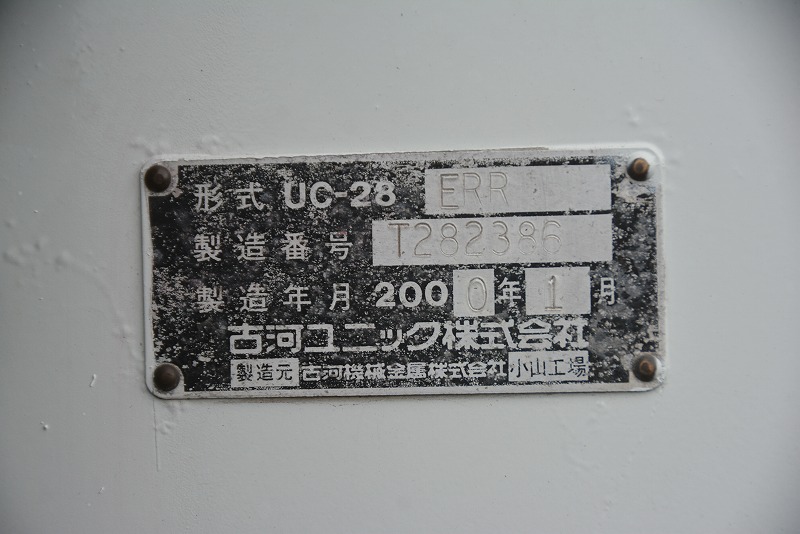 形式 UC-28 ERR
製造番号 T282386
製造年月 2000年1月
古河ユニック株式会社
製造元 古河機械金属株式会社 小山工場